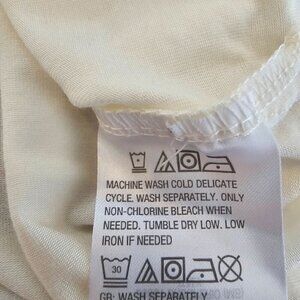 MACHINE WASH COLD DELICATE
CYCLE. WASH SEPARATELY. ONLY
NON-CHLORINE BLEACH WHEN
NEEDED. TUMBLE DRY LOW. LOW
IRON IF NEEDED
30
GB: WASH SEPARATELY